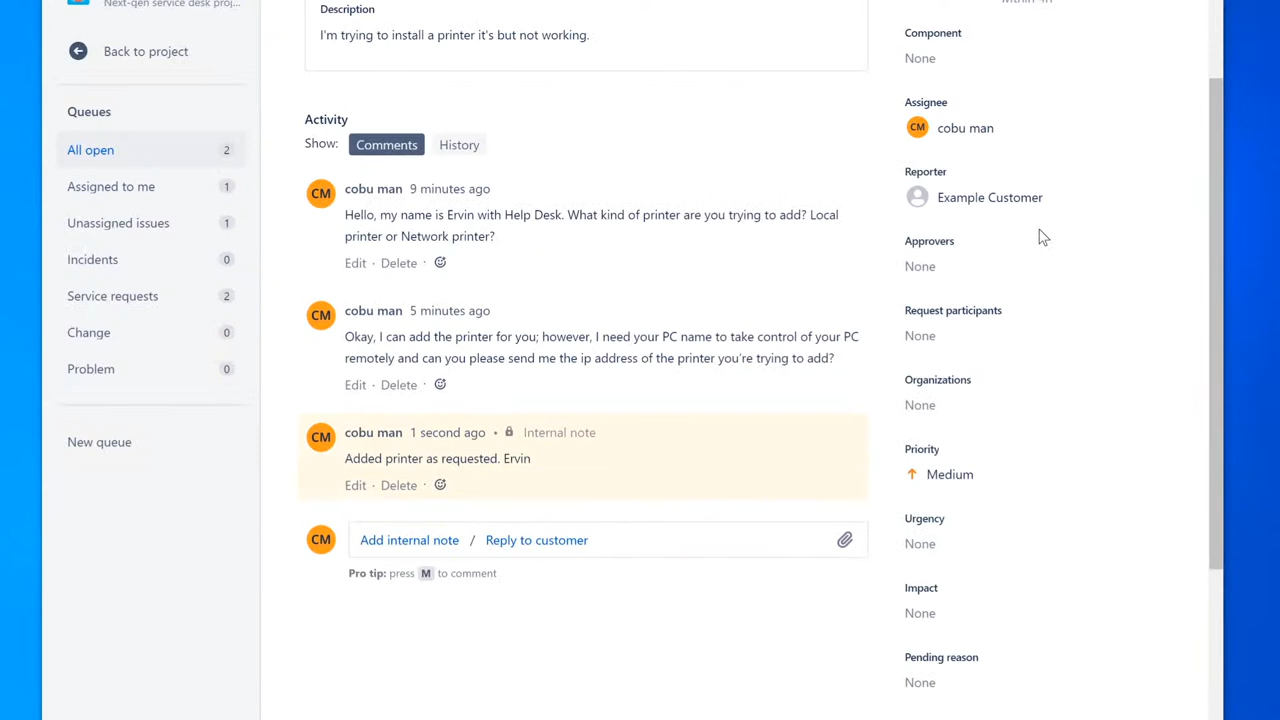 Next-gen service desk proj...
Back to project
Queues
All open 2
Assigned to me 1
Unassigned issues 1
Incidents 0
Service requests 2
Change 0
Problem 0
New queue
Description
I'm trying to install a printer it's but not working.
Activity
Show: Comments History
CM cobu man 9 minutes ago
Hello, my name is Ervin with Help Desk. What kind of printer are you trying to add? Local
printer or Network printer?
Edit · Delete ·
CM cobu man 5 minutes ago
Okay, I can add the printer for you; however, I need your PC name to take control of your PC
remotely and can you please send me the ip address of the printer you're trying to add?
Edit · Delete ·
CM cobu man 1 second ago • Internal note
Added printer as requested. Ervin
Edit · Delete ·
CM Add internal note / Reply to customer
Pro tip: press M to comment
Within 4h
Component
None
Assignee
CM cobu man
Reporter
Example Customer
Approvers
None
Request participants
None
Organizations
None
Priority
Medium
Urgency
None
Impact
None
Pending reason
None